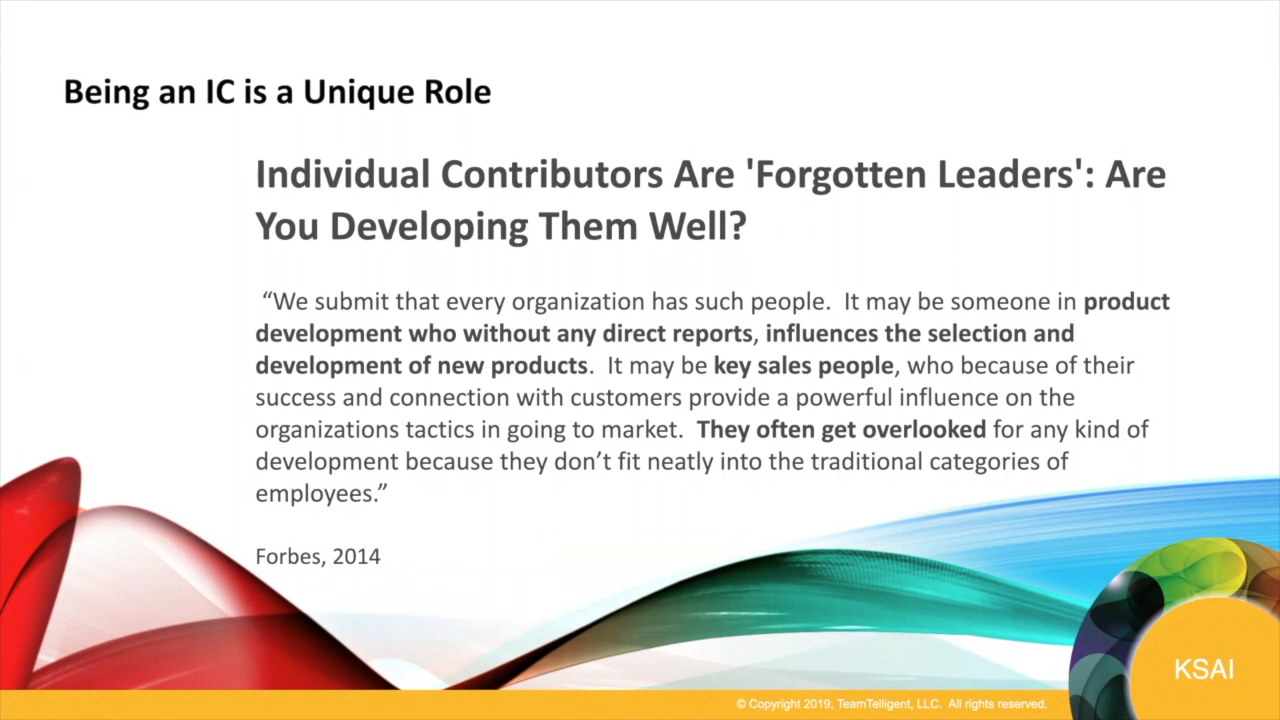 Being an IC is a Unique Role
Individual Contributors Are 'Forgotten Leaders': Are
You Developing Them Well?
“We submit that every organization has such people.  It may be someone in product
development who without any direct reports, influences the selection and
development of new products.  It may be key sales people, who because of their
success and connection with customers provide a powerful influence on the
organizations tactics in going to market.  They often get overlooked for any kind of
development because they don’t fit neatly into the traditional categories of
employees.”
Forbes, 2014
KSAI
© Copyright 2019, TeamTelligent, LLC.  All rights reserved.